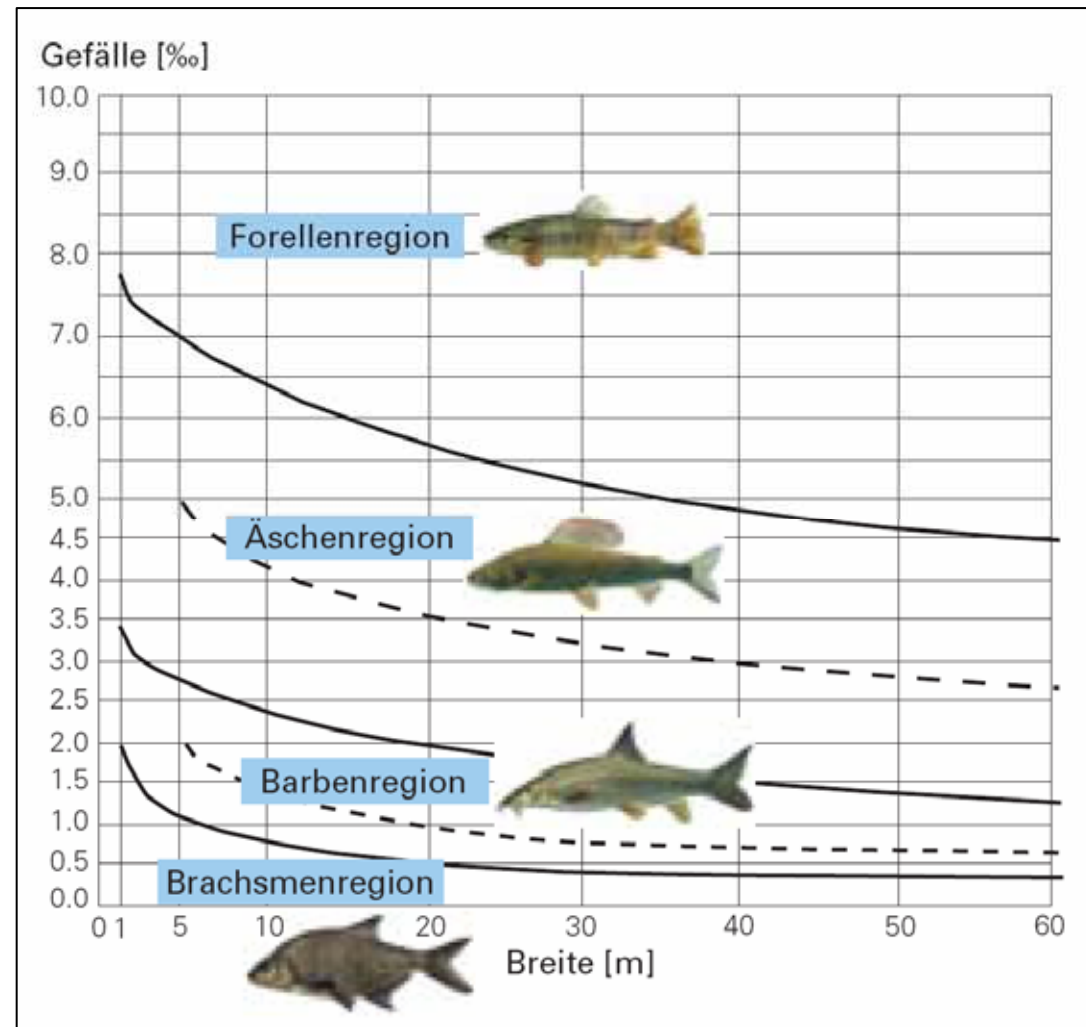 Gefälle [‰]
10.0
9.0
8.0
7.0
6.0
5.0
4.5
4.0
3.5
3.0
2.5
2.0
1.5
1.0
0.5
0.0
Forellenregion
Äschenregion
Barbenregion
Brachsmenregion
0 1 5 10 20 30 40 50 60
Breite [m]